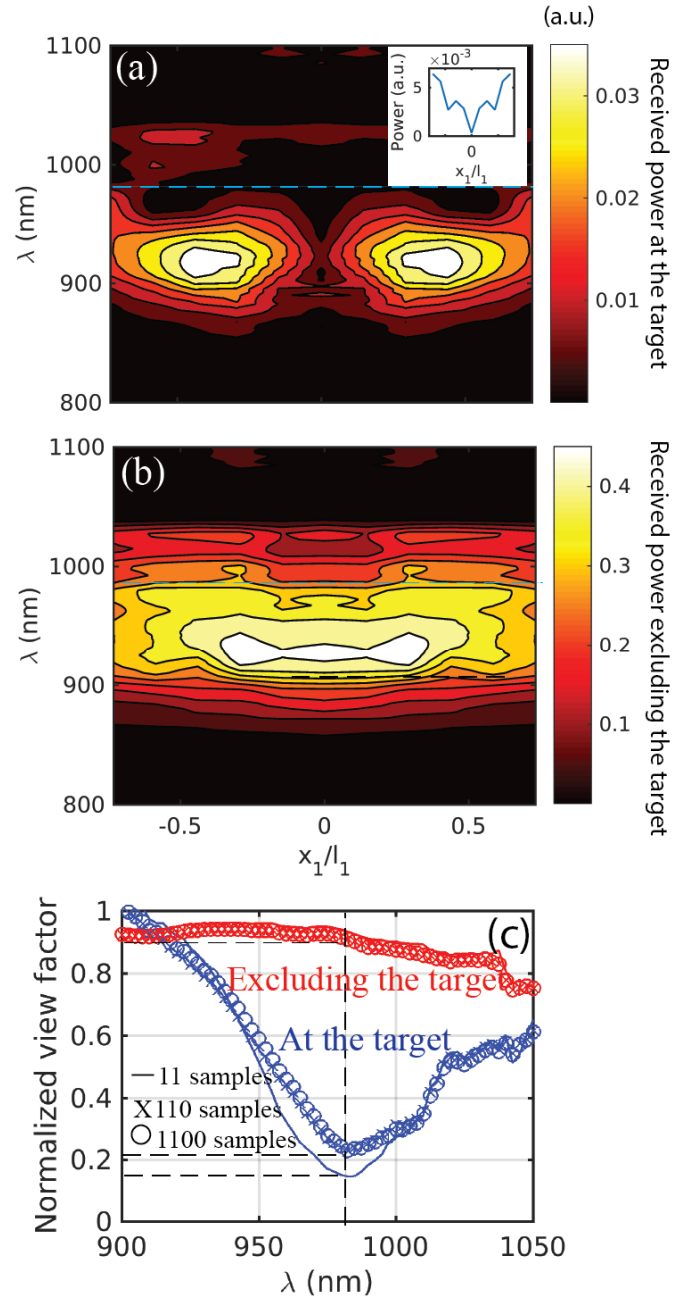 (a.u.)
1100
(a)
×10⁻³
5
0
Power (a.u.)
0
x₁/l₁
1000
900
800
λ (nm)
0.03
0.02
0.01
Received power at the target
1100
(b)
1000
900
800
λ (nm)
-0.5 0 0.5
x₁/l₁
0.4
0.3
0.2
0.1
Received power excluding the target
1
(c)
0.8
Excluding the target
0.6
At the target
11 samples
0.4
X110 samples
1100 samples
0.2
0
Normalized view factor
900 950 1000 1050
λ (nm)